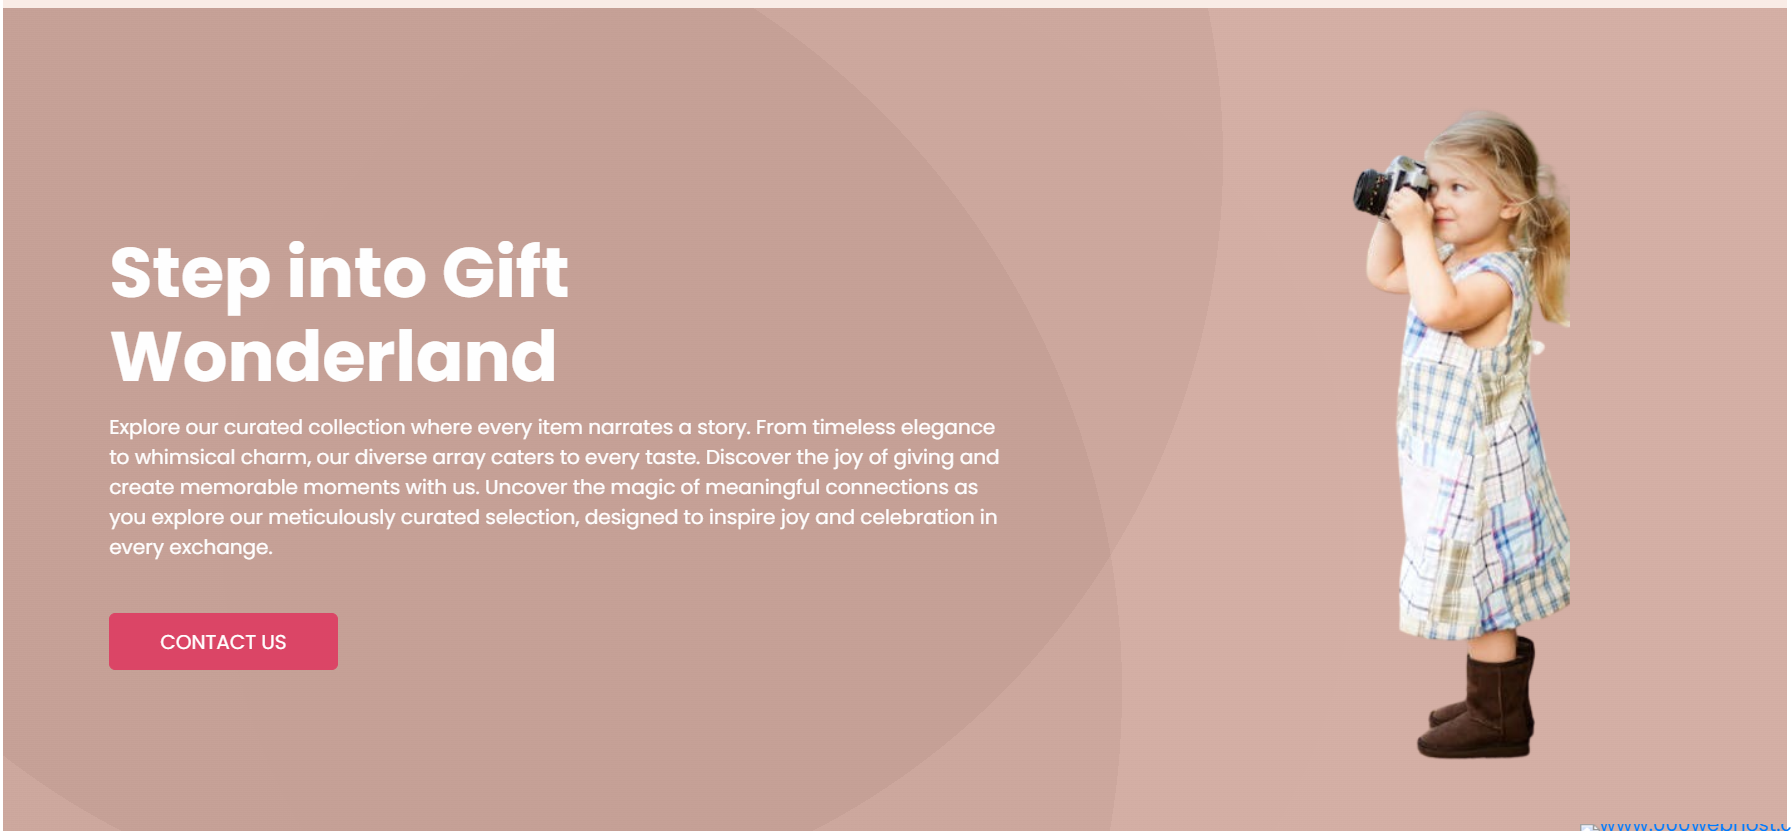 Step into Gift
Wonderland
Explore our curated collection where every item narrates a story. From timeless elegance
to whimsical charm, our diverse array caters to every taste. Discover the joy of giving and
create memorable moments with us. Uncover the magic of meaningful connections as
you explore our meticulously curated selection, designed to inspire joy and celebration in
every exchange.
CONTACT US